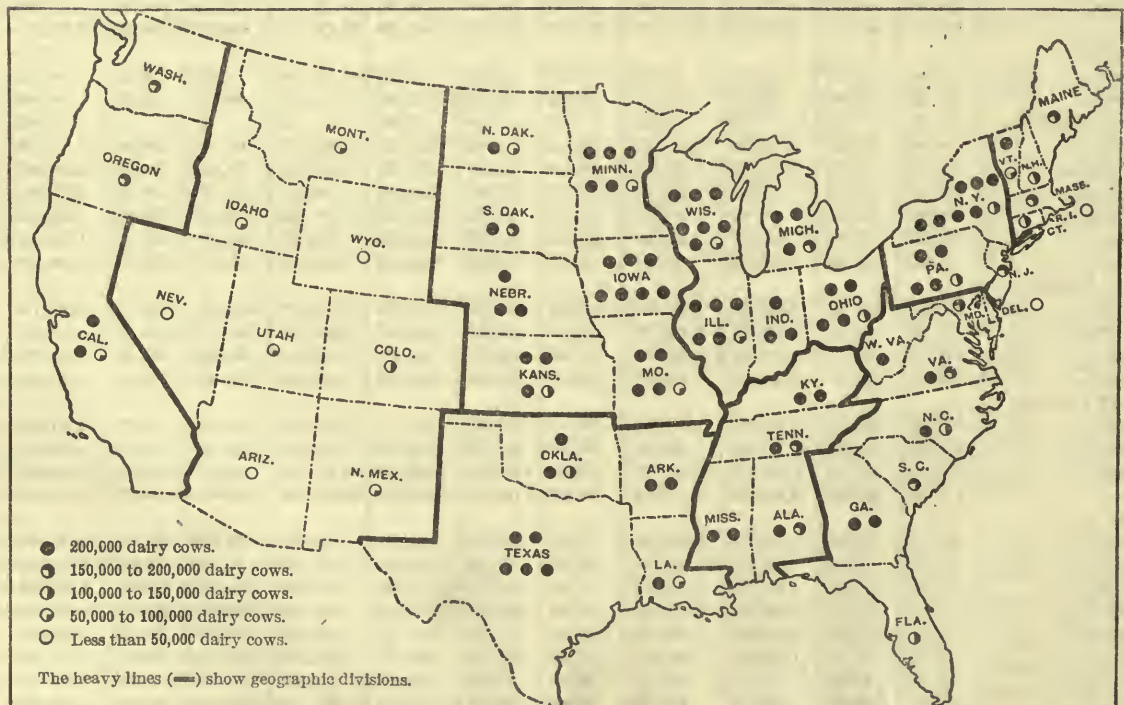 WASH.
OREGON
CAL.
NEV.
IDAHO
MONT.
WYO.
UTAH
COLO.
ARIZ.
N. MEX.
N. DAK.
S. DAK.
NEBR.
KANS.
OKLA.
TEXAS
MINN.
IOWA
MO.
ARK.
LA.
WIS.
MICH.
ILL.
IND.
OHIO
KY.
TENN.
MISS.
ALA.
GA.
FLA.
S. C.
N. C.
VA.
W. VA.
MD.
DEL.
PA.
N. J.
N. Y.
VT.
N.H.
MAINE
MASS.
R. I.
CT.
200,000 dairy cows.
150,000 to 200,000 dairy cows.
100,000 to 150,000 dairy cows.
50,000 to 100,000 dairy cows.
Less than 50,000 dairy cows.
The heavy lines (—) show geographic divisions.